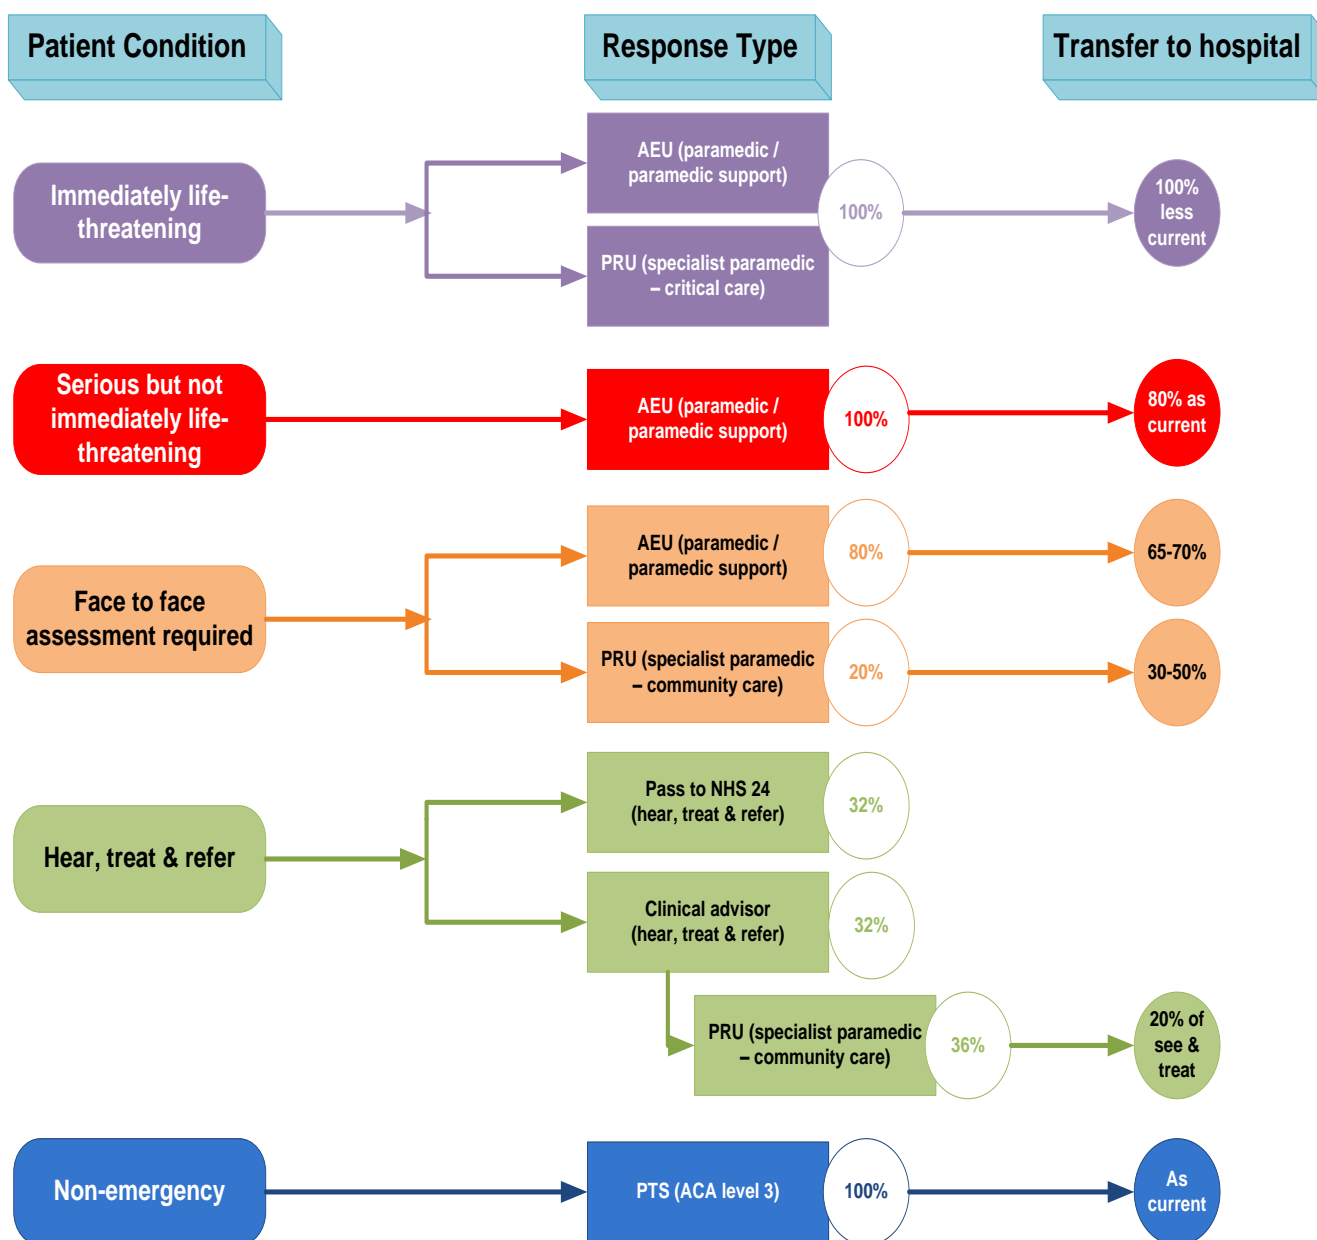 Patient Condition
Response Type
Transfer to hospital
Immediately life-
threatening
AEU (paramedic /
paramedic support)
PRU (specialist paramedic
– critical care)
100%
100%
less
current
Serious but not
immediately life-
threatening
AEU (paramedic /
paramedic support)
100%
80% as
current
Face to face
assessment required
AEU (paramedic /
paramedic support)
80%
65-70%
PRU (specialist paramedic
– community care)
20%
30-50%
Hear, treat & refer
Pass to NHS 24
(hear, treat & refer)
32%
Clinical advisor
(hear, treat & refer)
32%
PRU (specialist paramedic
– community care)
36%
20% of
see &
treat
Non-emergency
PTS (ACA level 3)
100%
As
current